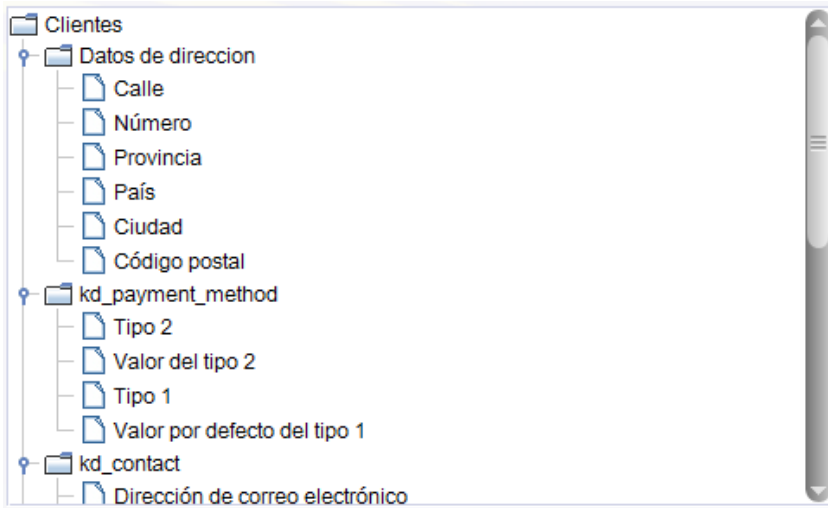 Clientes
Datos de direccion
Calle
Número
Provincia
País
Ciudad
Código postal
kd_payment_method
Tipo 2
Valor del tipo 2
Tipo 1
Valor por defecto del tipo 1
kd_contact
Dirección de correo electrónico